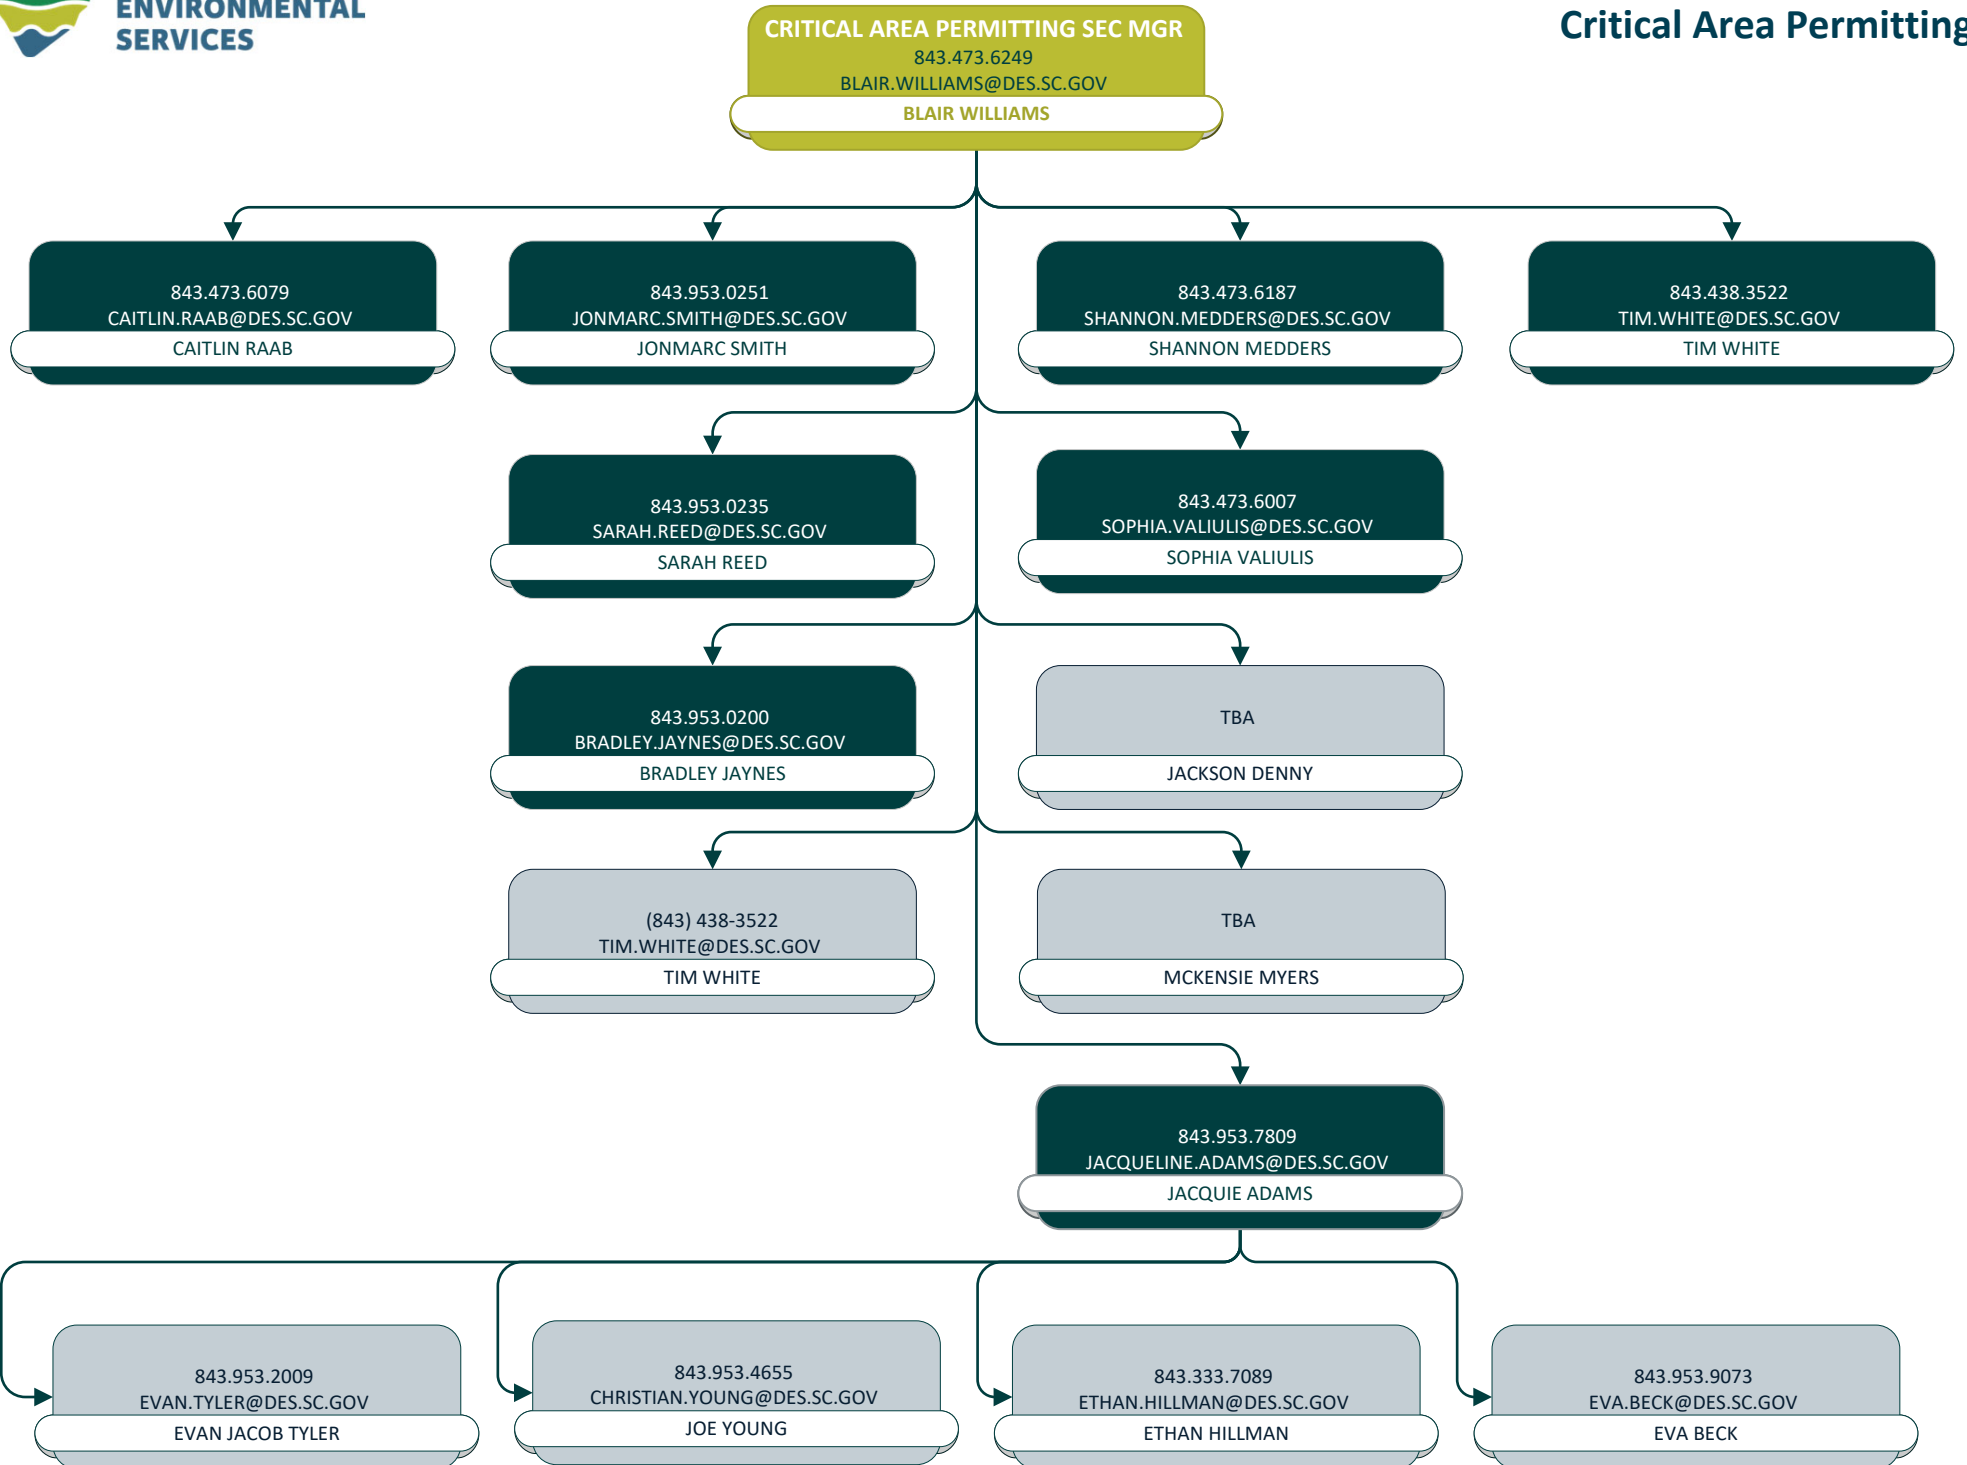 ENVIRONMENTAL
SERVICES
Critical Area Permitting
CRITICAL AREA PERMITTING SEC MGR
843.473.6249
BLAIR.WILLIAMS@DES.SC.GOV
BLAIR WILLIAMS
843.473.6079
CAITLIN.RAAB@DES.SC.GOV
CAITLIN RAAB
843.953.0251
JONMARC.SMITH@DES.SC.GOV
JONMARC SMITH
843.473.6187
SHANNON.MEDDERS@DES.SC.GOV
SHANNON MEDDERS
843.438.3522
TIM.WHITE@DES.SC.GOV
TIM WHITE
843.953.0235
SARAH.REED@DES.SC.GOV
SARAH REED
843.473.6007
SOPHIA.VALIULIS@DES.SC.GOV
SOPHIA VALIULIS
843.953.0200
BRADLEY.JAYNES@DES.SC.GOV
BRADLEY JAYNES
TBA
JACKSON DENNY
(843) 438-3522
TIM.WHITE@DES.SC.GOV
TIM WHITE
TBA
MCKENSIE MYERS
843.953.7809
JACQUELINE.ADAMS@DES.SC.GOV
JACQUIE ADAMS
843.953.2009
EVAN.TYLER@DES.SC.GOV
EVAN JACOB TYLER
843.953.4655
CHRISTIAN.YOUNG@DES.SC.GOV
JOE YOUNG
843.333.7089
ETHAN.HILLMAN@DES.SC.GOV
ETHAN HILLMAN
843.953.9073
EVA.BECK@DES.SC.GOV
EVA BECK